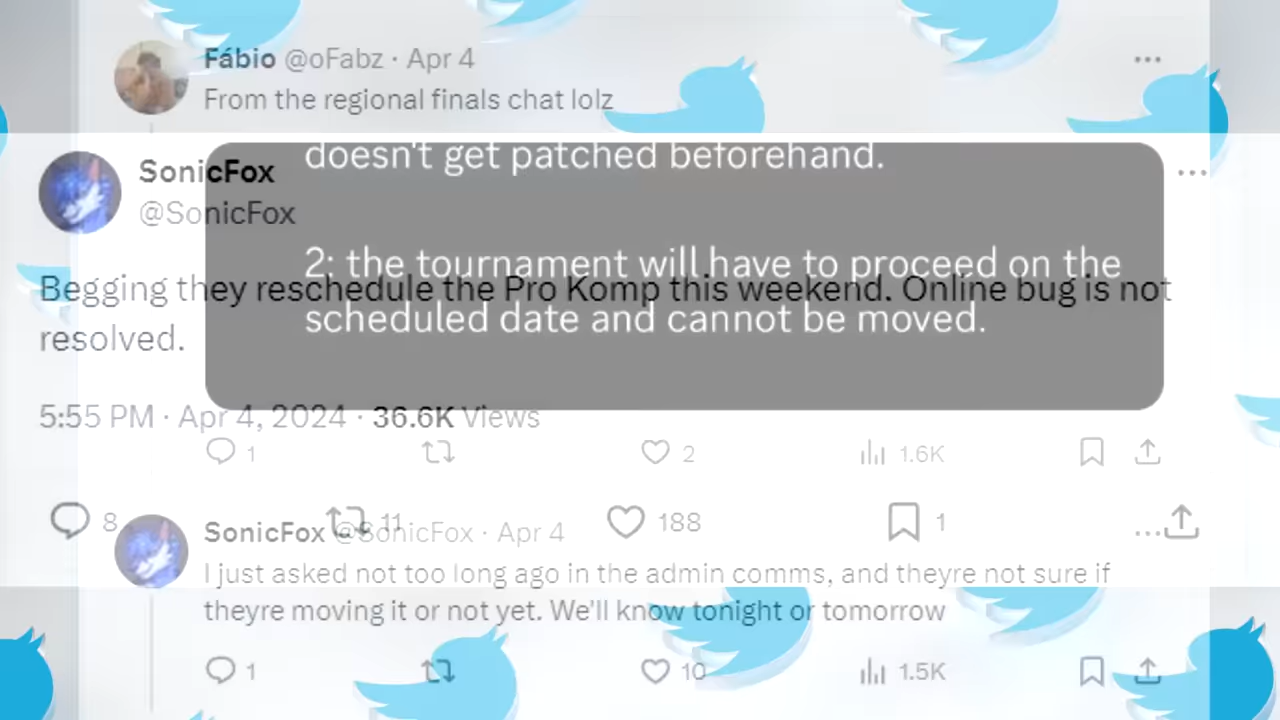 Fábio @oFabz · Apr 4
From the regional finals chat lolz
doesn't get patched beforehand.
SonicFox
@SonicFox
2: the tournament will have to proceed on the
scheduled date and cannot be moved.
Begging they reschedule the Pro Komp this weekend. Online bug is not
resolved.
5:55 PM · Apr 4, 2024 · 36.6K Views
1 2 1.6K
8 11 188 1
SonicFox @SonicFox · Apr 4
I just asked not too long ago in the admin comms, and theyre not sure if
theyre moving it or not yet. We'll know tonight or tomorrow
1 10 1.5K